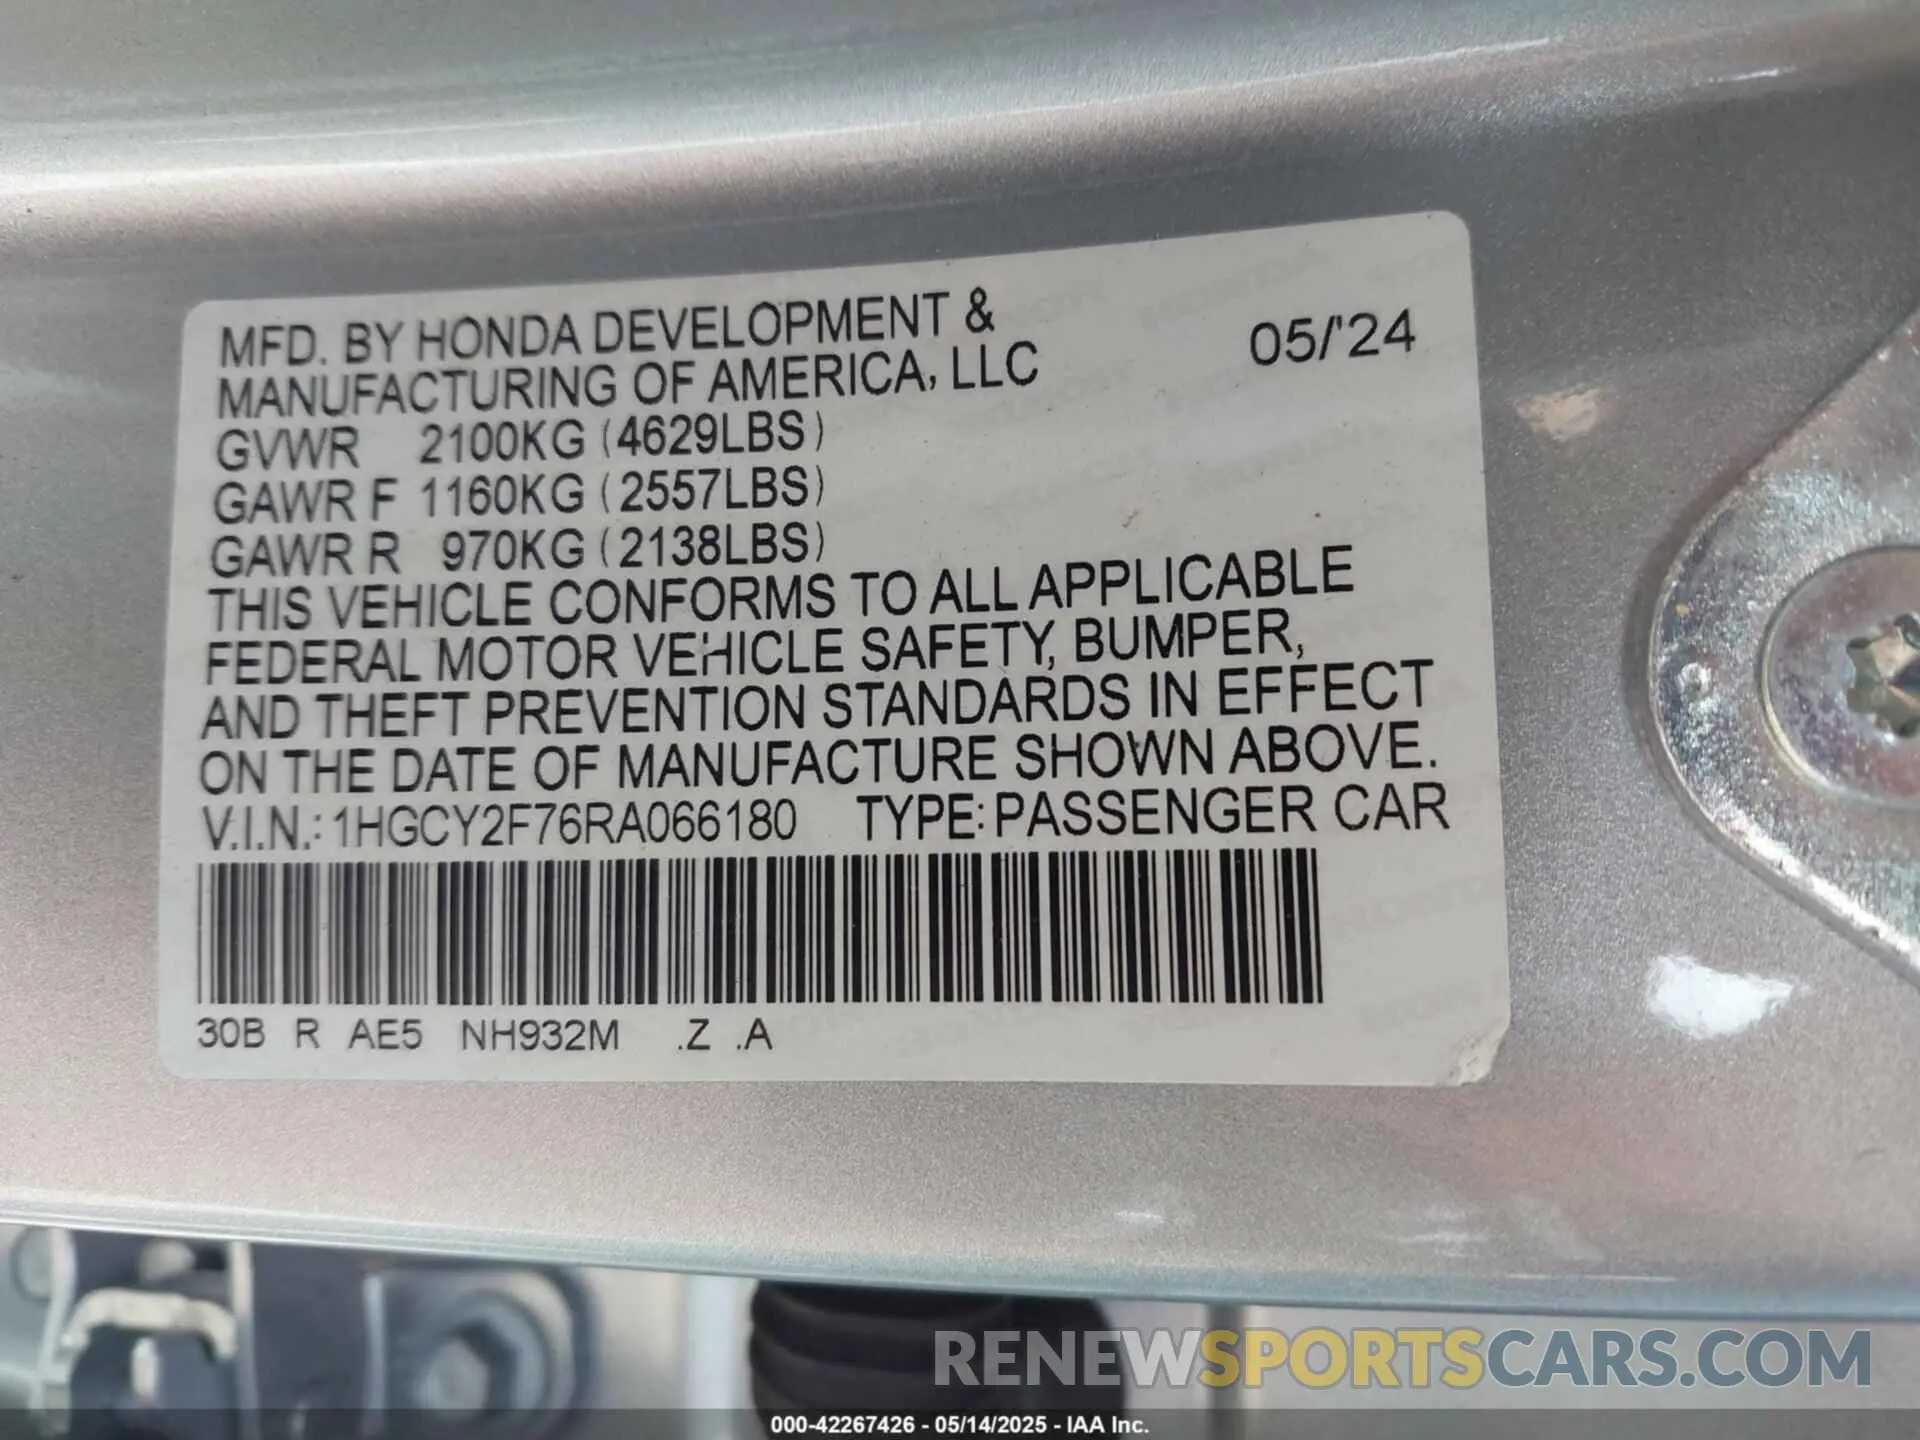 MFD. BY HONDA DEVELOPMENT &
MANUFACTURING OF AMERICA, LLC 05/'24
GVWR 2100KG (4629LBS)
GAWR F 1160KG (2557LBS)
GAWR R 970KG (2138LBS)
THIS VEHICLE CONFORMS TO ALL APPLICABLE
FEDERAL MOTOR VEHICLE SAFETY, BUMPER,
AND THEFT PREVENTION STANDARDS IN EFFECT
ON THE DATE OF MANUFACTURE SHOWN ABOVE.
V.I.N.: 1HGCY2F76RA066180 TYPE: PASSENGER CAR
30B R AE5 NH932M .Z .A
RENEWSPORTSCARS.COM
000-42267426 - 05/14/2025 - IAA Inc.